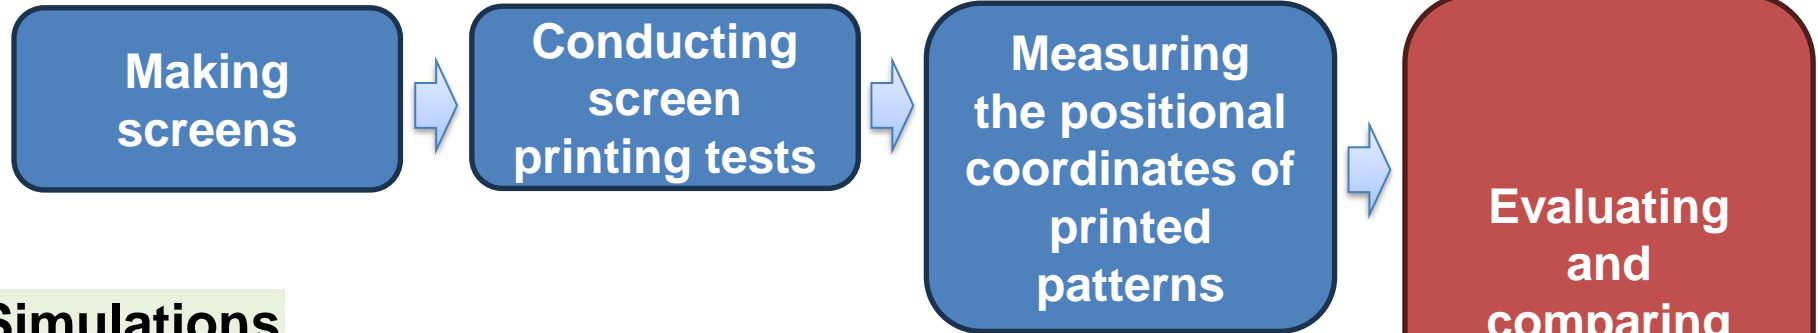 Making
screens
Conducting
screen
printing tests
Measuring
the positional
coordinates of
printed
patterns
Evaluating
and
comparing
Simulations